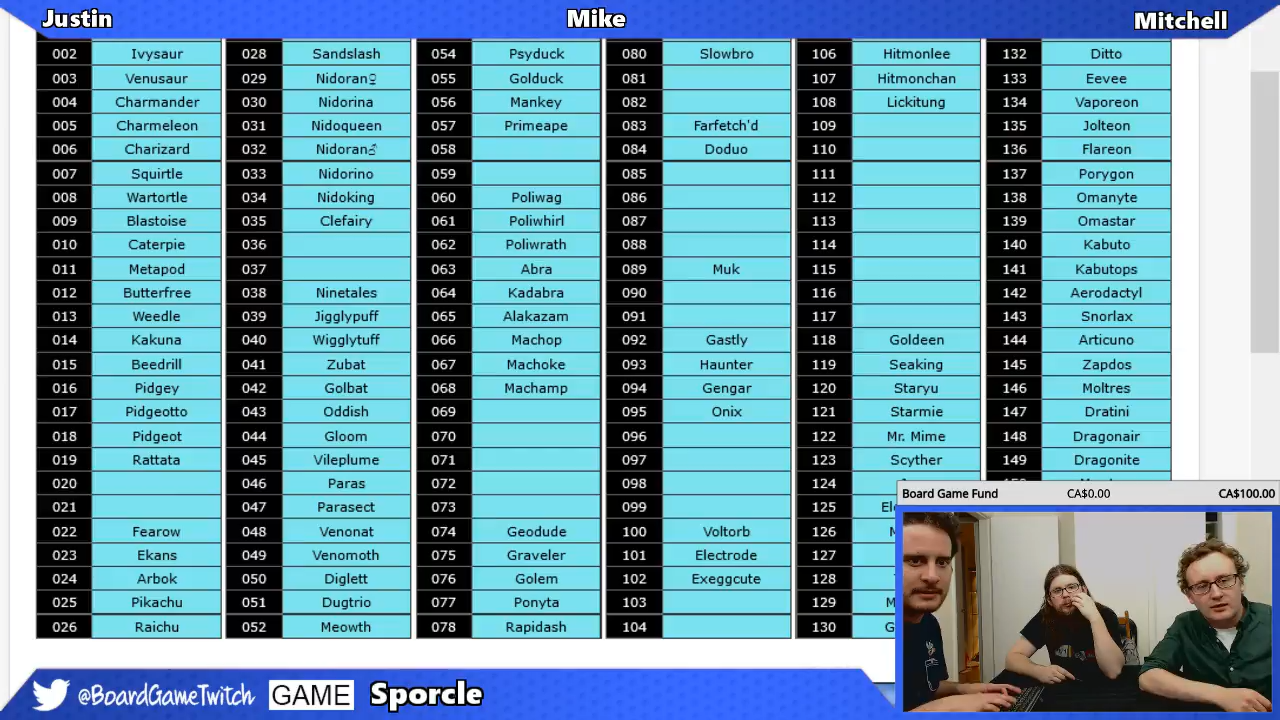 Justin Mike Mitchell
002 Ivysaur 028 Sandslash 054 Psyduck 080 Slowbro 106 Hitmonlee 132 Ditto
003 Venusaur 029 Nidoran♀ 055 Golduck 081 107 Hitmonchan 133 Eevee
004 Charmander 030 Nidorina 056 Mankey 082 108 Lickitung 134 Vaporeon
005 Charmeleon 031 Nidoqueen 057 Primeape 083 Farfetch'd 109 135 Jolteon
006 Charizard 032 Nidoran♂ 058 084 Doduo 110 136 Flareon
007 Squirtle 033 Nidorino 059 085 111 137 Porygon
008 Wartortle 034 Nidoking 060 Poliwag 086 112 138 Omanyte
009 Blastoise 035 Clefairy 061 Poliwhirl 087 113 139 Omastar
010 Caterpie 036 062 Poliwrath 088 114 140 Kabuto
011 Metapod 037 063 Abra 089 Muk 115 141 Kabutops
012 Butterfree 038 Ninetales 064 Kadabra 090 116 142 Aerodactyl
013 Weedle 039 Jigglypuff 065 Alakazam 091 117 143 Snorlax
014 Kakuna 040 Wigglytuff 066 Machop 092 Gastly 118 Goldeen 144 Articuno
015 Beedrill 041 Zubat 067 Machoke 093 Haunter 119 Seaking 145 Zapdos
016 Pidgey 042 Golbat 068 Machamp 094 Gengar 120 Staryu 146 Moltres
017 Pidgeotto 043 Oddish 069 095 Onix 121 Starmie 147 Dratini
018 Pidgeot 044 Gloom 070 096 122 Mr. Mime 148 Dragonair
019 Rattata 045 Vileplume 071 097 123 Scyther 149 Dragonite
020 046 Paras 072 098 124
021 047 Parasect 073 099 125
022 Fearow 048 Venonat 074 Geodude 100 Voltorb 126
023 Ekans 049 Venomoth 075 Graveler 101 Electrode 127
024 Arbok 050 Diglett 076 Golem 102 Exeggcute 128
025 Pikachu 051 Dugtrio 077 Ponyta 103 129
026 Raichu 052 Meowth 078 Rapidash 104 130
Board Game Fund CA$0.00 CA$100.00
@BoardGameTwitch GAME Sporcle